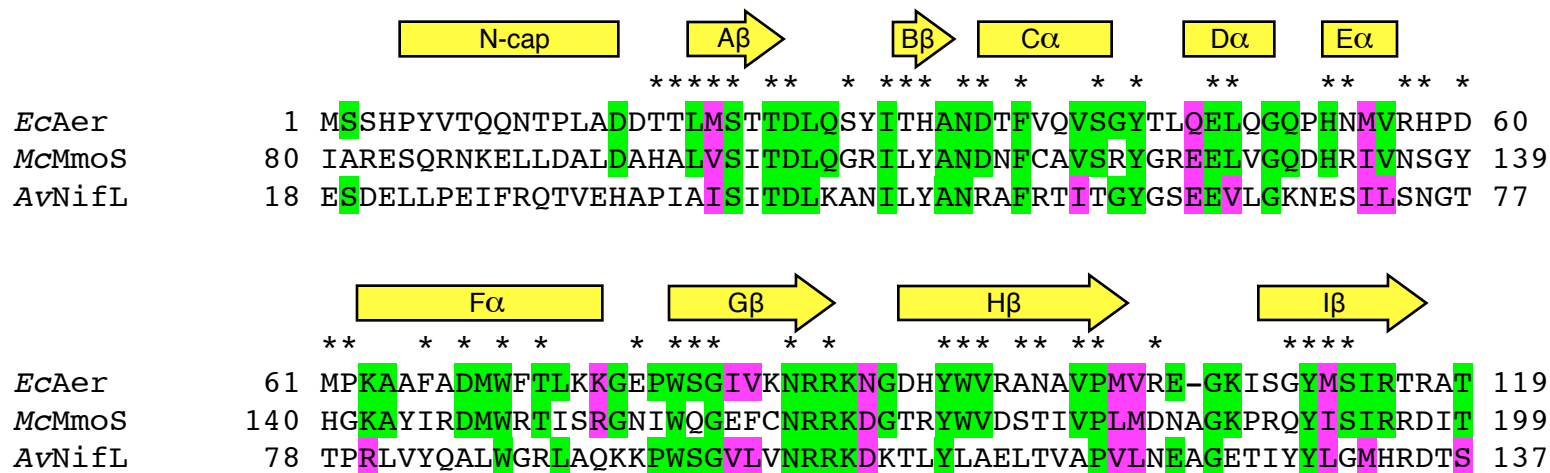 N-cap Aβ Bβ Cα Dα Eα
***** ** * *** ** * * * ** ** ** *
EcAer 1 MSSHPYVTQQNTPLADDTTLMSTTDLQSYITHANDTFVQVSGYTLQELQGQPHNMVRHPD 60
McMmoS 80 IARESQRNKELLDALDAHALVSITDLQGRILYANDNFCAVSRYGREELVGQDHRIVNSGY 139
AvNifL 18 ESDELLPEIFRQTVEHAPIAISITDLKANILYANRAFRTITGYGSEEVLGKNESILSNGT 77
Fα Gβ Hβ Iβ
** * * * * * *** * * *** ** ** * ****
EcAer 61 MPKAAFADMWFTLKKGEPWSGIVKNRRKNGDHYWVRANAVPMVRE-GKISGYMSIRTRAT 119
McMmoS 140 HGKAYIRDMWRTISRGNIWQGEFCNRRKDGTRYWVDSTIVPLMDNAGKPRQYISIRRDIT 199
AvNifL 78 TPRLVYQALWGRLAQKKPWSGVLVNRRKDKTLYLAELTVAPVLNEAGETIYYLGMHRDTS 137